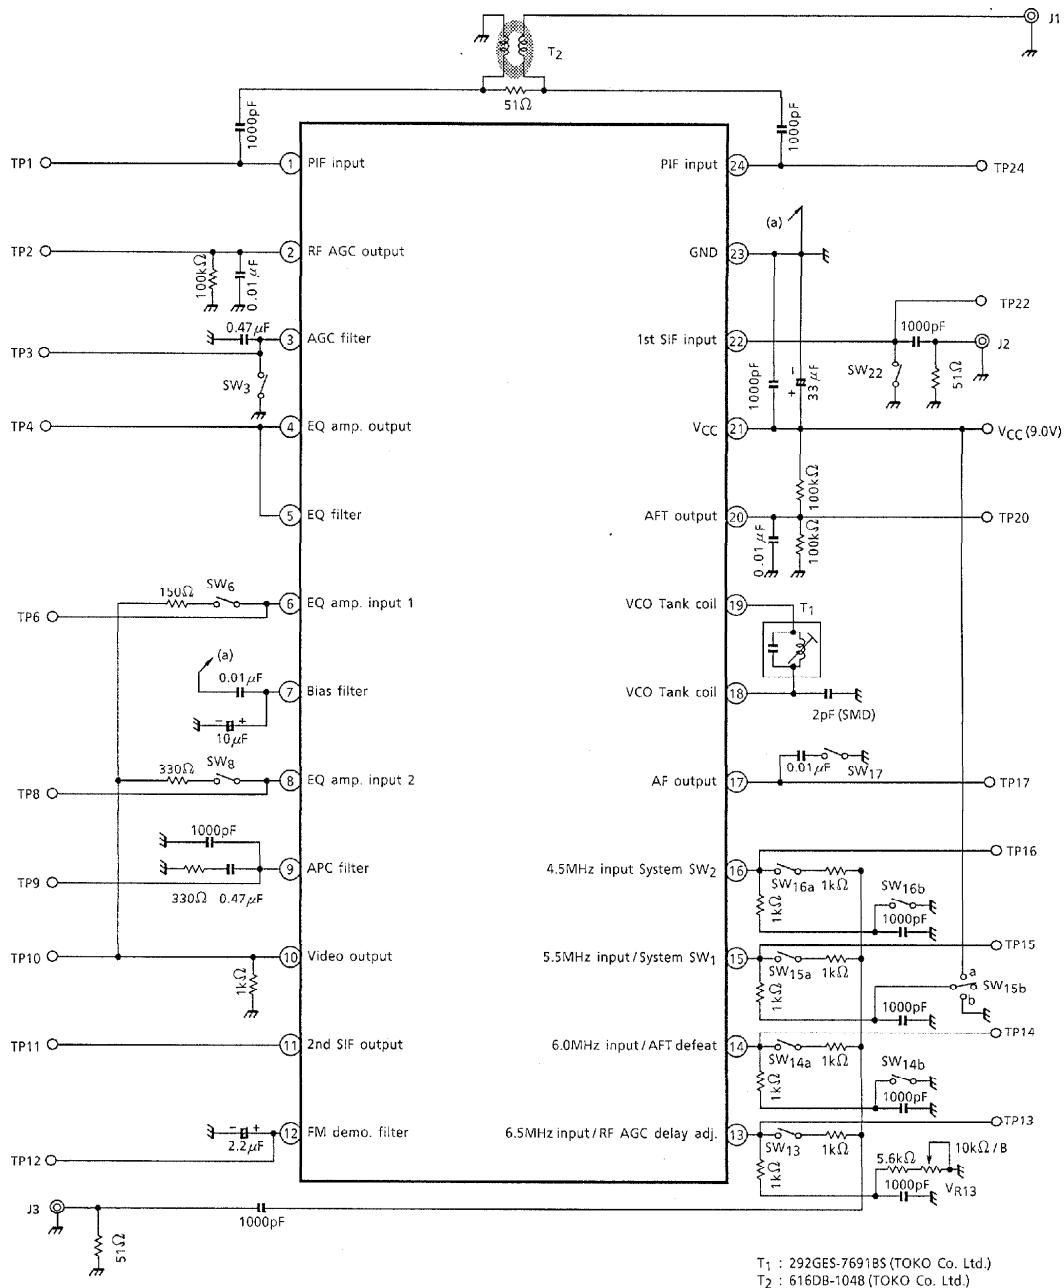 J1
T2
51Ω
1000pF
1000pF
TP1
1
PIF input
PIF input
24
TP24
(a)
TP2
2
RF AGC output
GND
23
100kΩ
0.01μF
TP22
0.47μF
1000pF
3
AGC filter
1st SIF input
22
J2
TP3
SW3
1000pF
- +
33μF
SW22
51Ω
TP4
4
EQ amp. output
VCC
21
VCC (9.0V)
100kΩ
5
EQ filter
AFT output
20
TP20
0.01μF
100kΩ
150Ω
SW6
6
EQ amp. input 1
VCO Tank coil
19
T1
TP6
(a)
0.01μF
7
Bias filter
VCO Tank coil
18
- +
10μF
2pF (SMD)
330Ω
SW8
0.01μF
SW17
8
EQ amp. input 2
AF output
17
TP17
TP8
1000pF
TP16
9
APC filter
4.5MHz input System SW2
16
SW16a
1kΩ
SW16b
TP9
330Ω
0.47μF
1kΩ
1000pF
TP15
TP10
10
Video output
5.5MHz input/System SW1
15
SW15a
1kΩ
a
SW15b
b
1kΩ
1kΩ
1000pF
TP14
TP11
11
2nd SIF output
6.0MHz input/AFT defeat
14
SW14a
1kΩ
SW14b
1kΩ
1000pF
TP13
- +
2.2μF
12
FM demo. filter
6.5MHz input/RF AGC delay adj.
13
SW13
1kΩ
10kΩ/B
5.6kΩ
TP12
1kΩ
1000pF
VR13
J3
1000pF
51Ω
T1 : 292GES-7691BS (TOKO Co. Ltd.)
T2 : 616DB-1048 (TOKO Co. Ltd.)